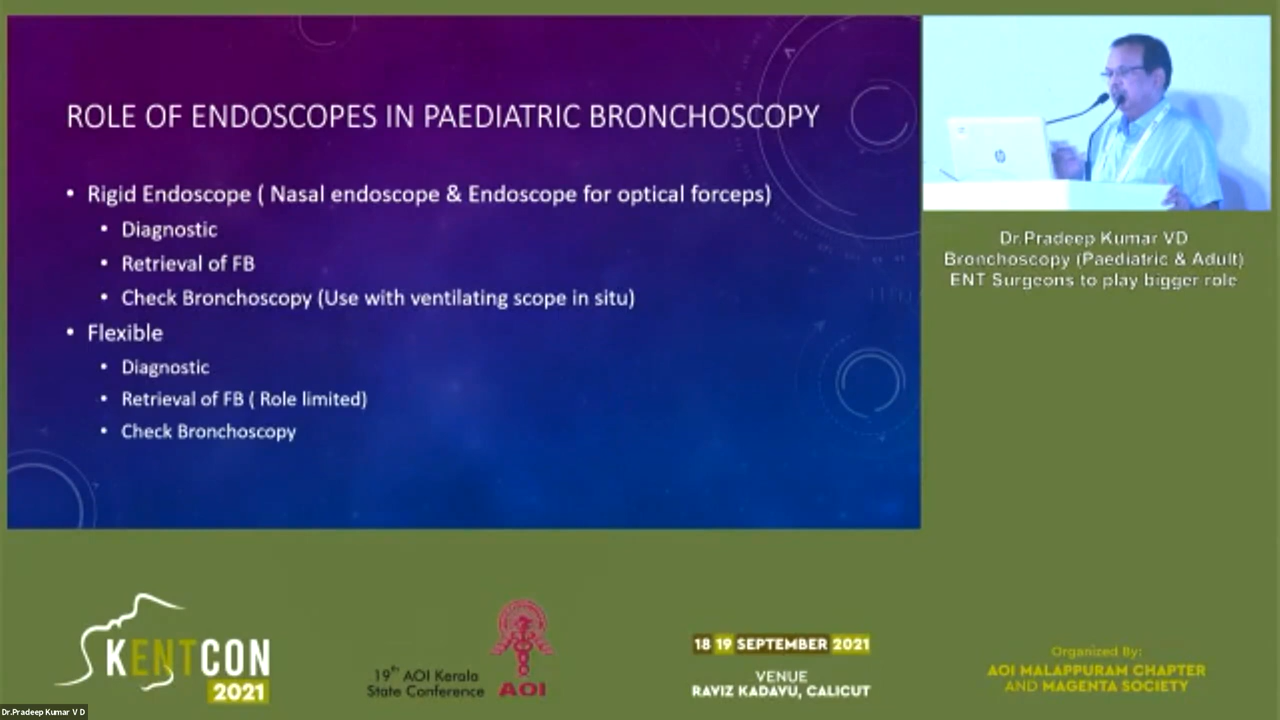 ROLE OF ENDOSCOPES IN PAEDIATRIC BRONCHOSCOPY
• Rigid Endoscope ( Nasal endoscope & Endoscope for optical forceps)
• Diagnostic
• Retrieval of FB
• Check Bronchoscopy (Use with ventilating scope in situ)
• Flexible
• Diagnostic
• Retrieval of FB ( Role limited)
• Check Bronchoscopy
Dr.Pradeep Kumar VD
Bronchoscopy (Paediatric & Adult)
ENT Surgeons to play bigger role
KENTCON
2021
19th AOI Kerala
State Conference
AOI
18 19 SEPTEMBER 2021
VENUE
RAVIZ KADAVU, CALICUT
Organized By:
AOI MALAPPURAM CHAPTER
AND MAGENTA SOCIETY
Dr.Pradeep Kumar V D